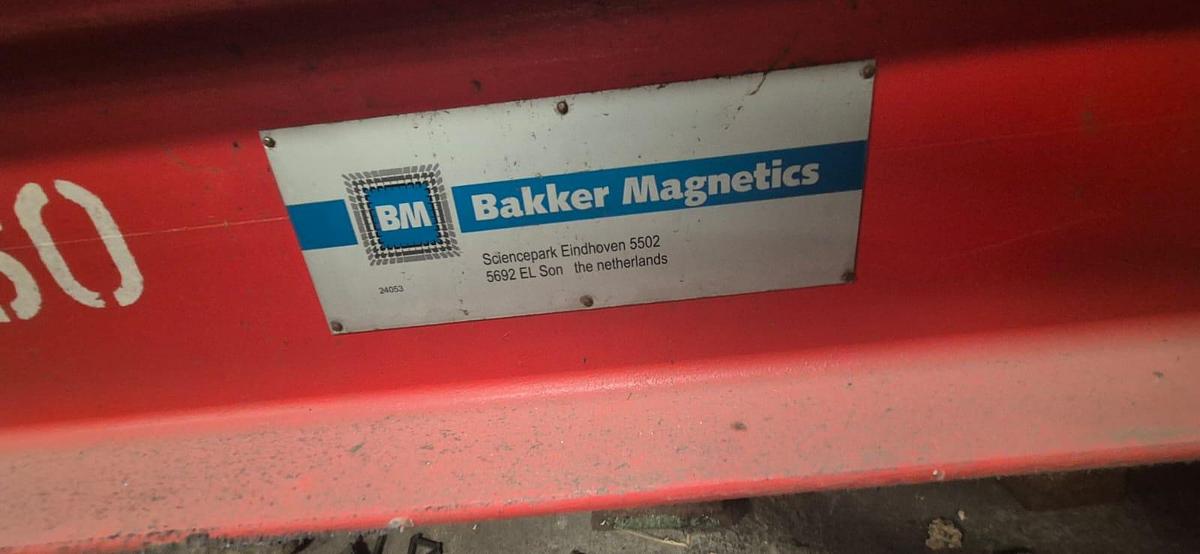 BM
Bakker Magnetics
Sciencepark Eindhoven 5502
5692 EL Son the netherlands
24053